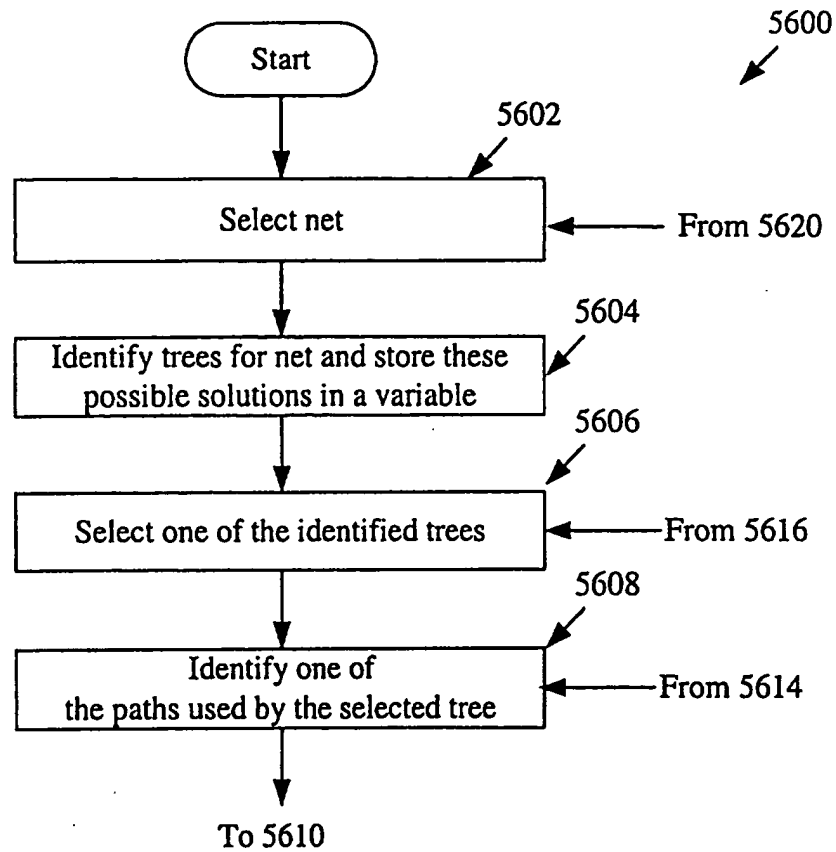 5600
Start
5602
Select net
From 5620
5604
Identify trees for net and store these
possible solutions in a variable
5606
Select one of the identified trees
From 5616
5608
Identify one of
the paths used by the selected tree
From 5614
To 5610